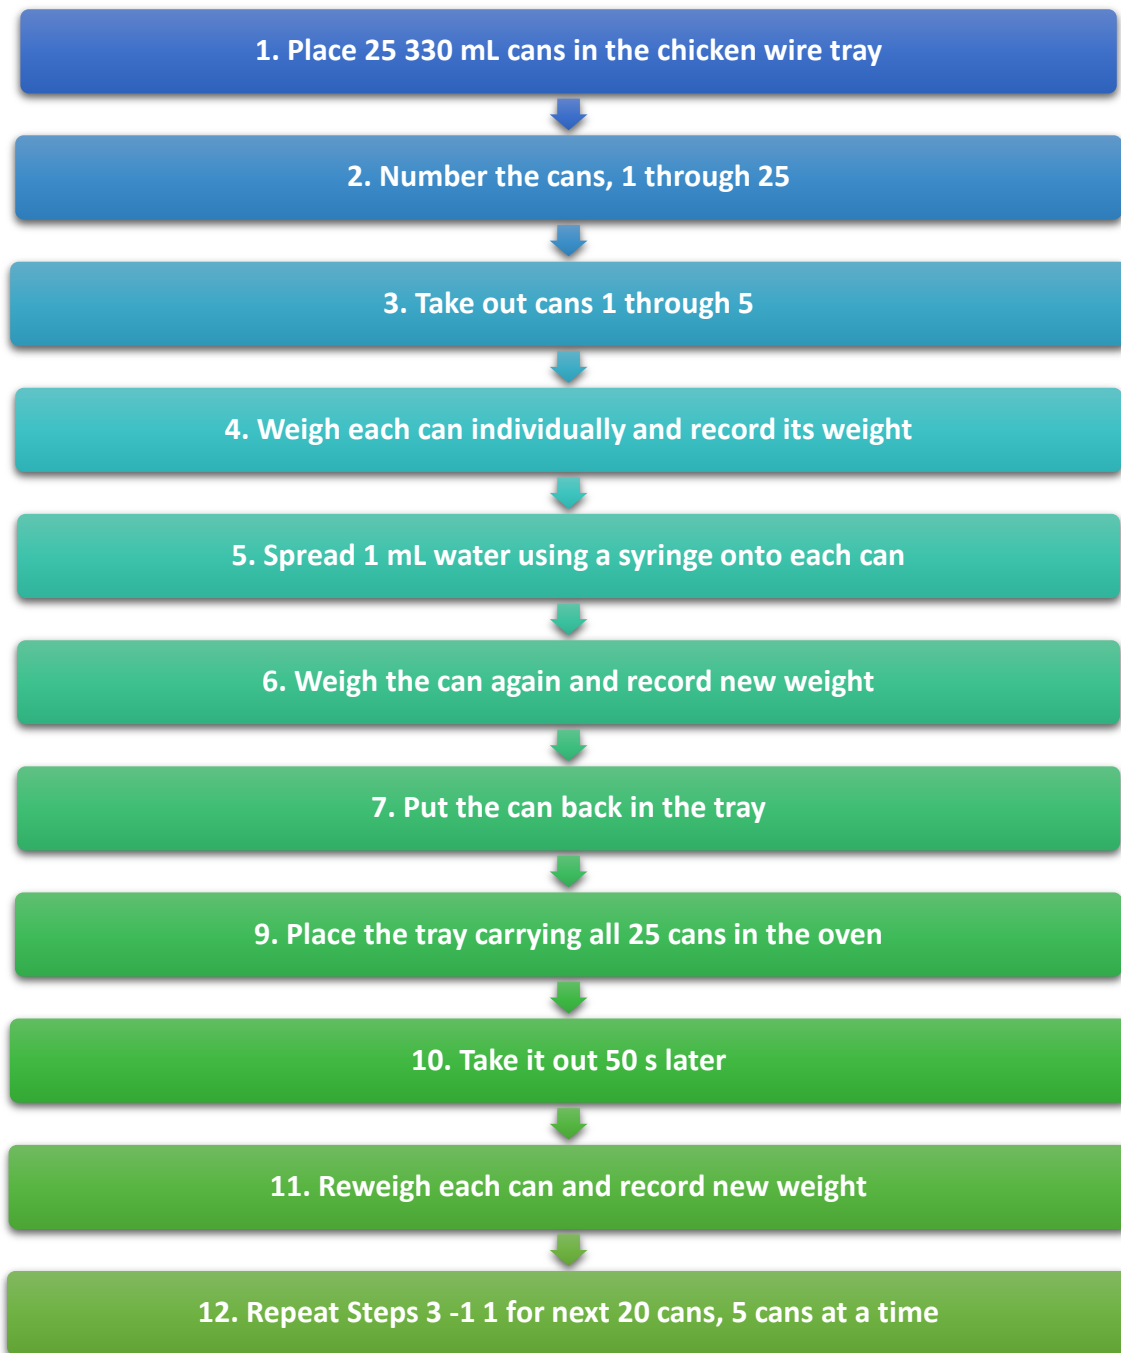 1. Place 25 330 mL cans in the chicken wire tray
2. Number the cans, 1 through 25
3. Take out cans 1 through 5
4. Weigh each can individually and record its weight
5. Spread 1 mL water using a syringe onto each can
6. Weigh the can again and record new weight
7. Put the can back in the tray
9. Place the tray carrying all 25 cans in the oven
10. Take it out 50 s later
11. Reweigh each can and record new weight
12. Repeat Steps 3 -1 1 for next 20 cans, 5 cans at a time